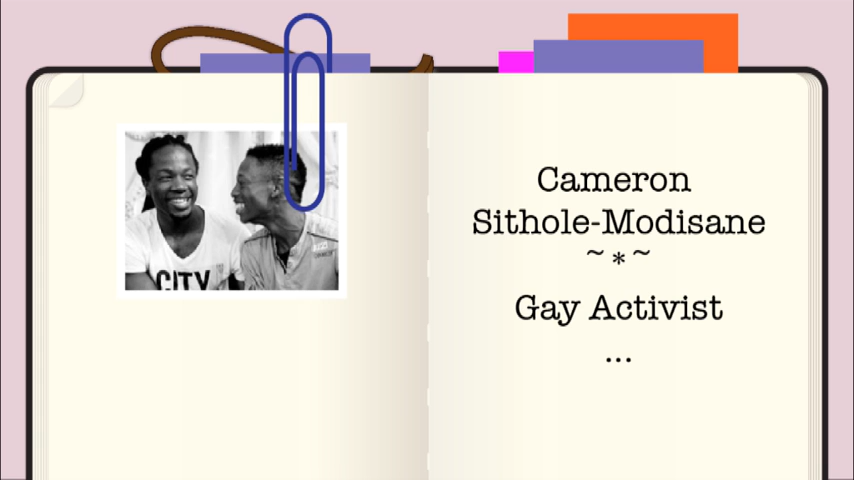 CITY
Cameron
Sithole-Modisane
~*~
Gay Activist
...